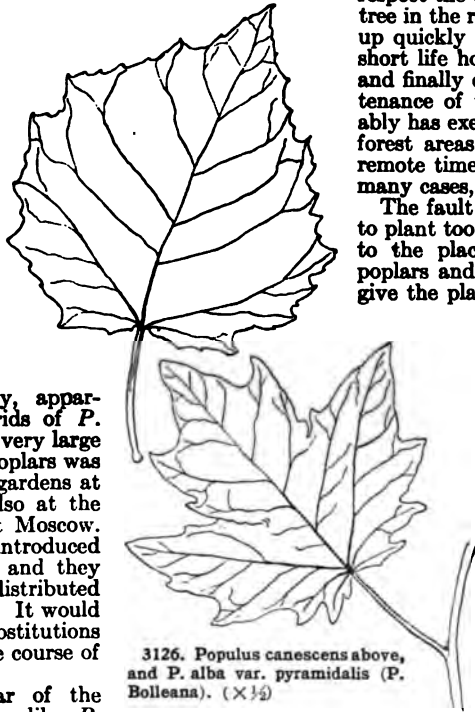 tree in the r
up quickly
short life ho
and finally
tenance of
ably has exe
forest areas
remote time
many cases,
The fault
to plant too
to the plac
poplars and
give the pla
y, appar-
rids of P.
very large
oplars was
gardens at
lso at the
t Moscow.
introduced
and they
distributed
It would
ostitutions
e course of
ar of the
3126. Populus canescens above,
and P. alba var. pyramidalis (P.
Bolleana). (×½)